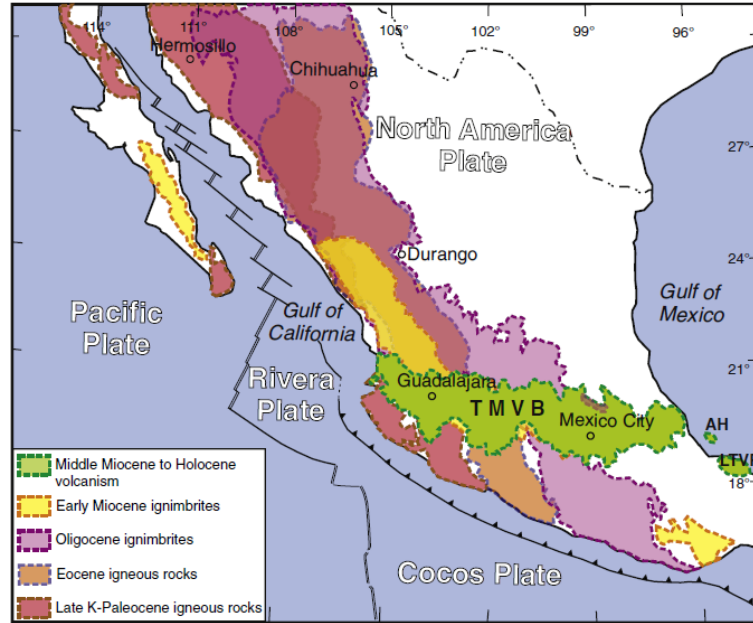 114° 111° 108° 105° 102° 99° 96°
Hermosillo
Chihuahua
North America
Plate
27°
Durango
24°
Gulf of
Mexico
Pacific
Plate
Gulf of
California
21°
Rivera
Plate
Guadalajara
T M V B
Mexico City
AH
18°
Cocos Plate
Middle Miocene to Holocene
volcanism
Early Miocene ignimbrites
Oligocene ignimbrites
Eocene igneous rocks
Late K-Paleocene igneous rocks